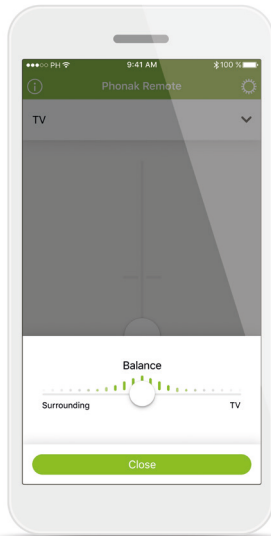 ●●●○○ PH 9:41 AM 100 %
Phonak Remote
TV
Balance
Surrounding TV
Close